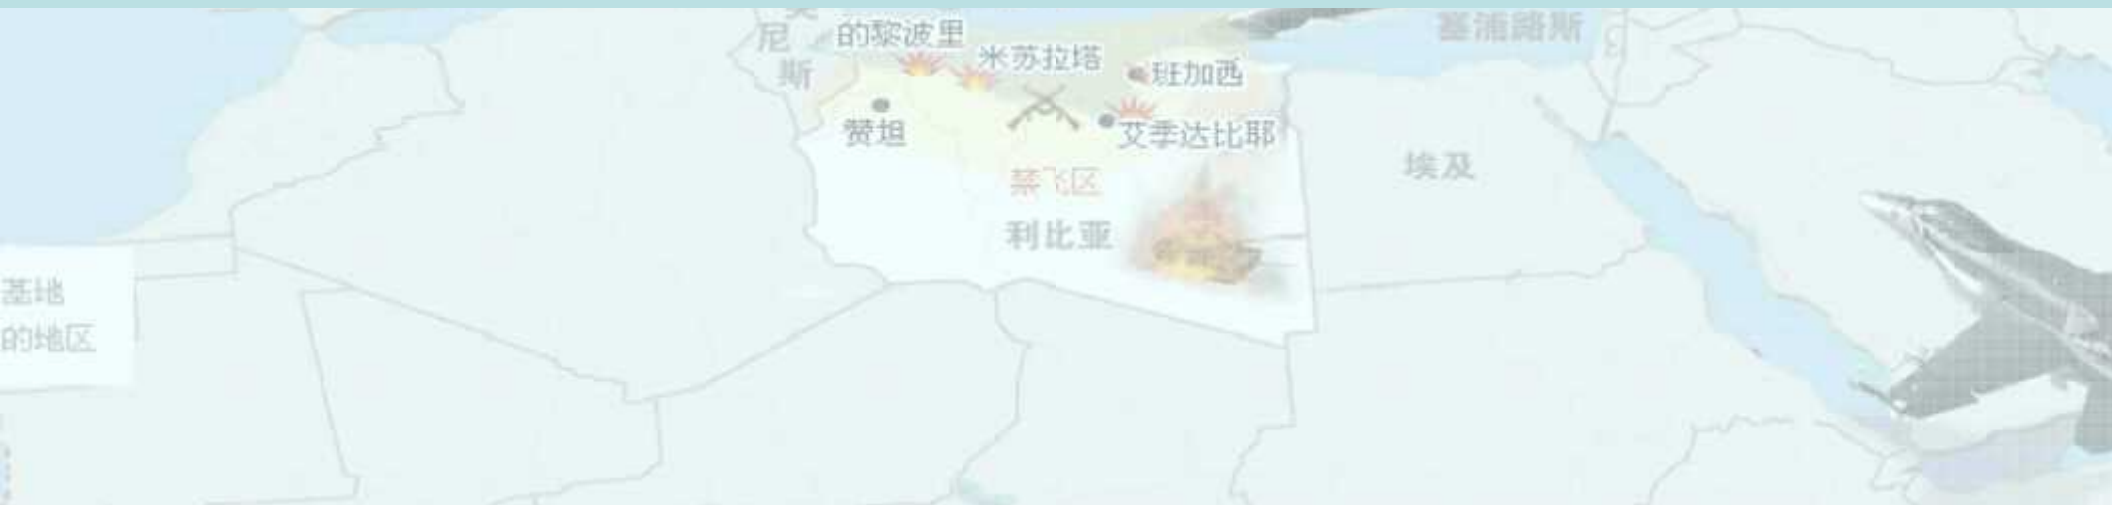 尼
斯
的黎波里
米苏拉塔
班加西
塞浦路斯
赞坦
艾季达比耶
禁飞区
利比亚
埃及
基地
的地区